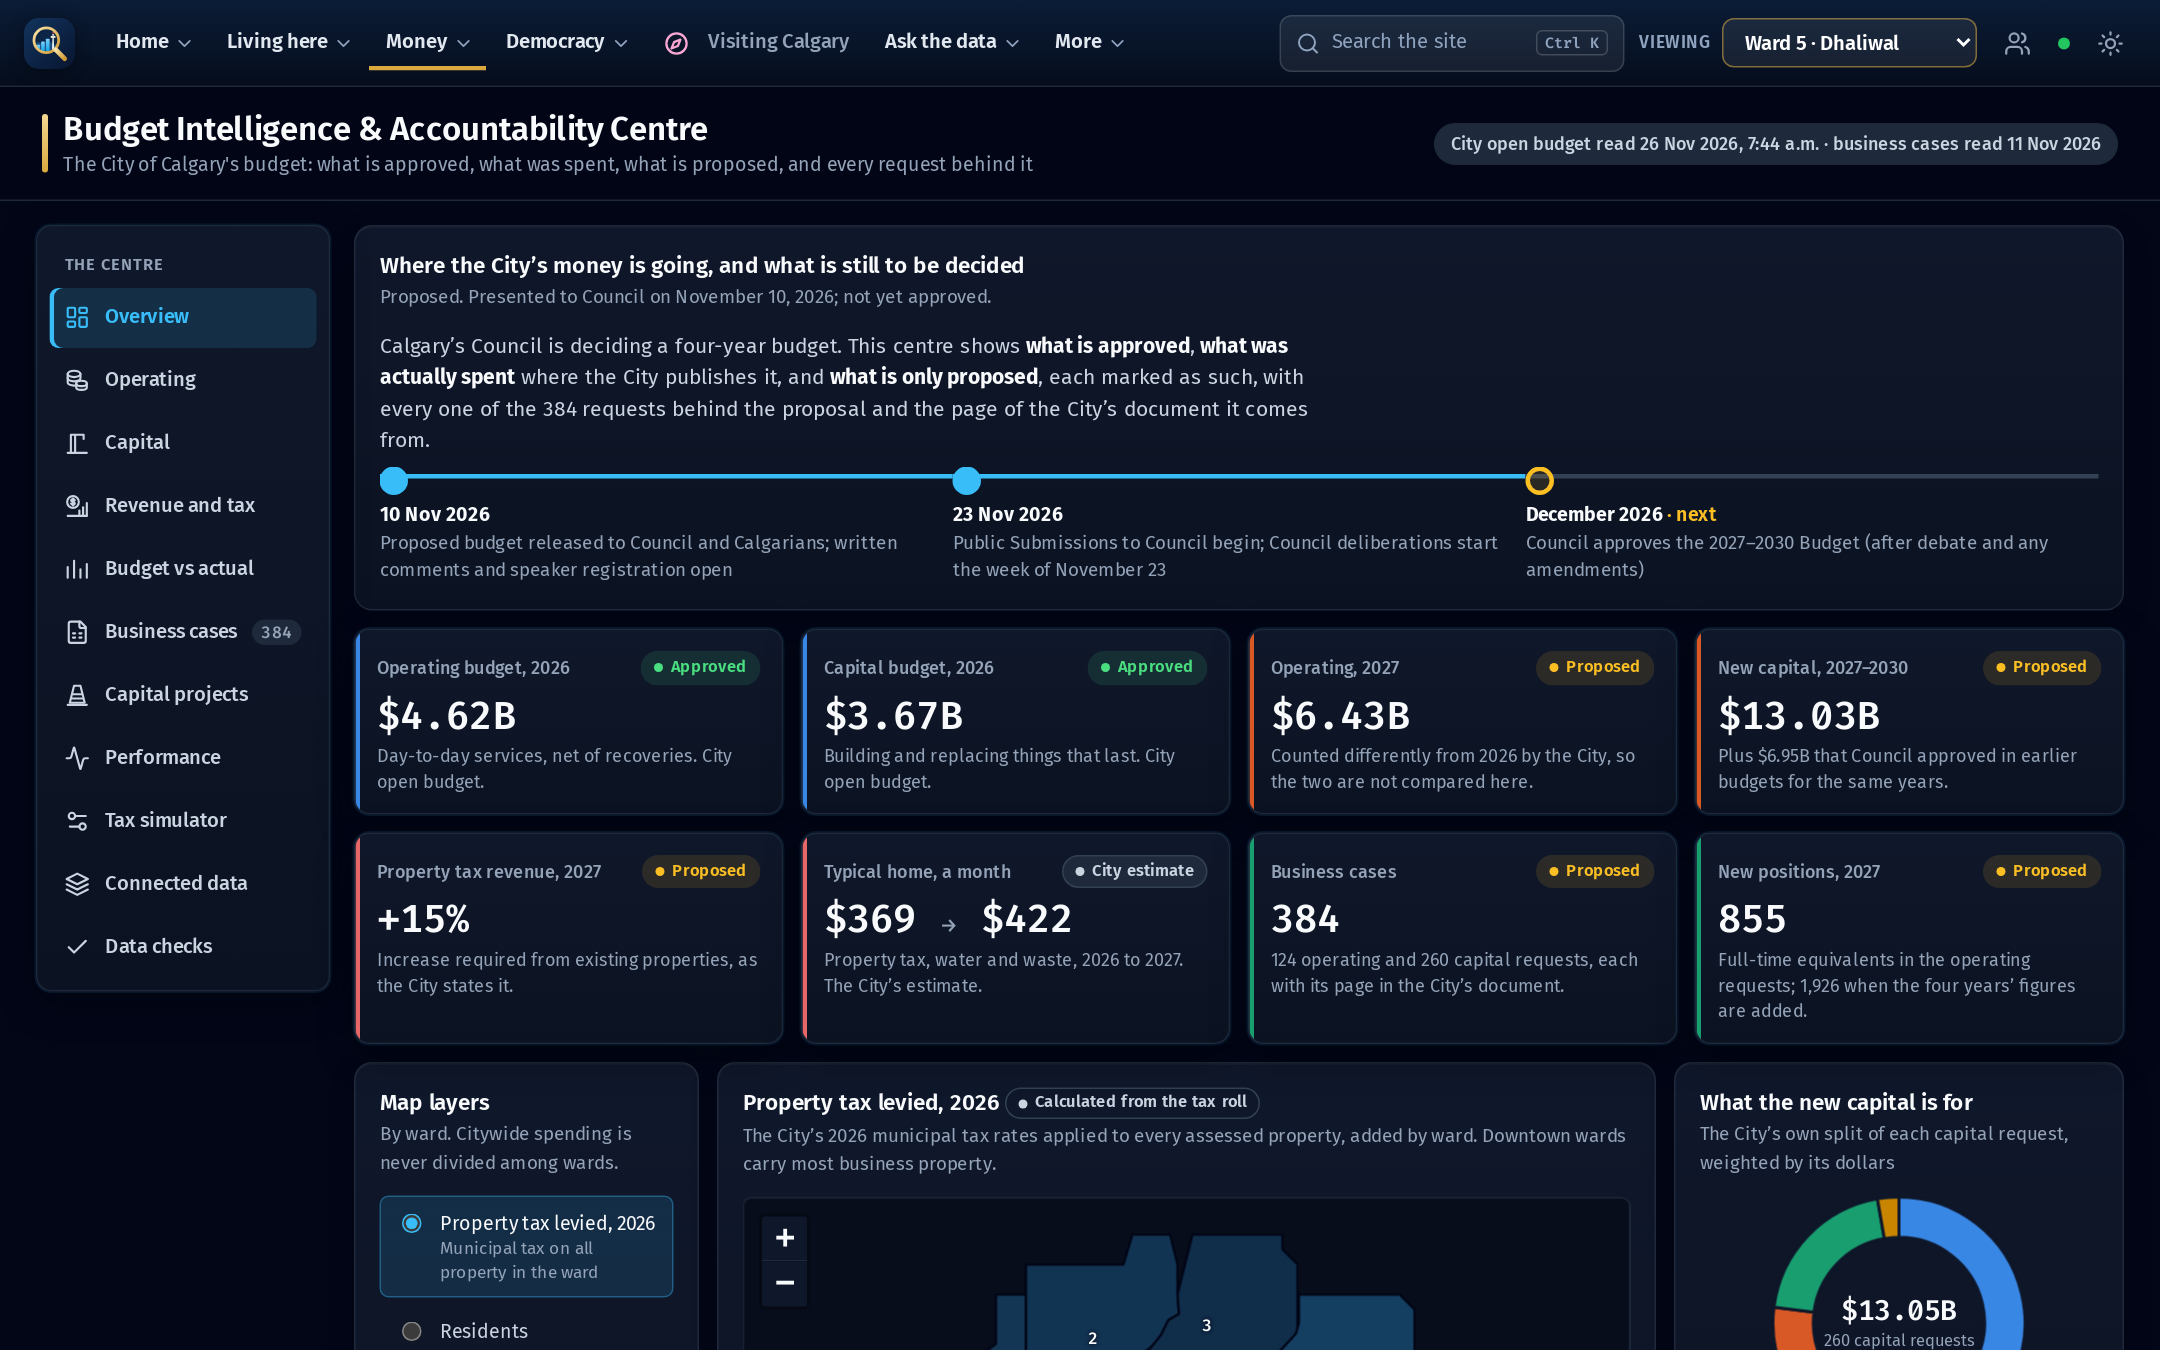 Home
Living here
Money
Democracy
Visiting Calgary
Ask the data
More
Search the site
Ctrl K
VIEWING
Ward 5 · Dhaliwal
Budget Intelligence & Accountability Centre
The City of Calgary's budget: what is approved, what was spent, what is proposed, and every request behind it
City open budget read 26 Nov 2026, 7:44 a.m. · business cases read 11 Nov 2026
THE CENTRE
Overview
Operating
Capital
Revenue and tax
Budget vs actual
Business cases 384
Capital projects
Performance
Tax simulator
Connected data
Data checks
Where the City’s money is going, and what is still to be decided
Proposed. Presented to Council on November 10, 2026; not yet approved.
Calgary’s Council is deciding a four-year budget. This centre shows what is approved, what was
actually spent where the City publishes it, and what is only proposed, each marked as such, with
every one of the 384 requests behind the proposal and the page of the City’s document it comes
from.
10 Nov 2026
Proposed budget released to Council and Calgarians; written
comments and speaker registration open
23 Nov 2026
Public Submissions to Council begin; Council deliberations start
the week of November 23
December 2026 · next
Council approves the 2027–2030 Budget (after debate and any
amendments)
Operating budget, 2026
Approved
$4.62B
Day-to-day services, net of recoveries. City
open budget.
Capital budget, 2026
Approved
$3.67B
Building and replacing things that last. City
open budget.
Operating, 2027
Proposed
$6.43B
Counted differently from 2026 by the City, so
the two are not compared here.
New capital, 2027–2030
Proposed
$13.03B
Plus $6.95B that Council approved in earlier
budgets for the same years.
Property tax revenue, 2027
Proposed
+15%
Increase required from existing properties, as
the City states it.
Typical home, a month
City estimate
$369 → $422
Property tax, water and waste, 2026 to 2027.
The City’s estimate.
Business cases
Proposed
384
124 operating and 260 capital requests, each
with its page in the City’s document.
New positions, 2027
Proposed
855
Full-time equivalents in the operating
requests; 1,926 when the four years’ figures
are added.
Map layers
By ward. Citywide spending is
never divided among wards.
Property tax levied, 2026
Municipal tax on all
property in the ward
Residents
Property tax levied, 2026
Calculated from the tax roll
The City’s 2026 municipal tax rates applied to every assessed property, added by ward. Downtown wards
carry most business property.
+
−
2
3
What the new capital is for
The City’s own split of each capital request,
weighted by its dollars
$13.05B
260 capital requests